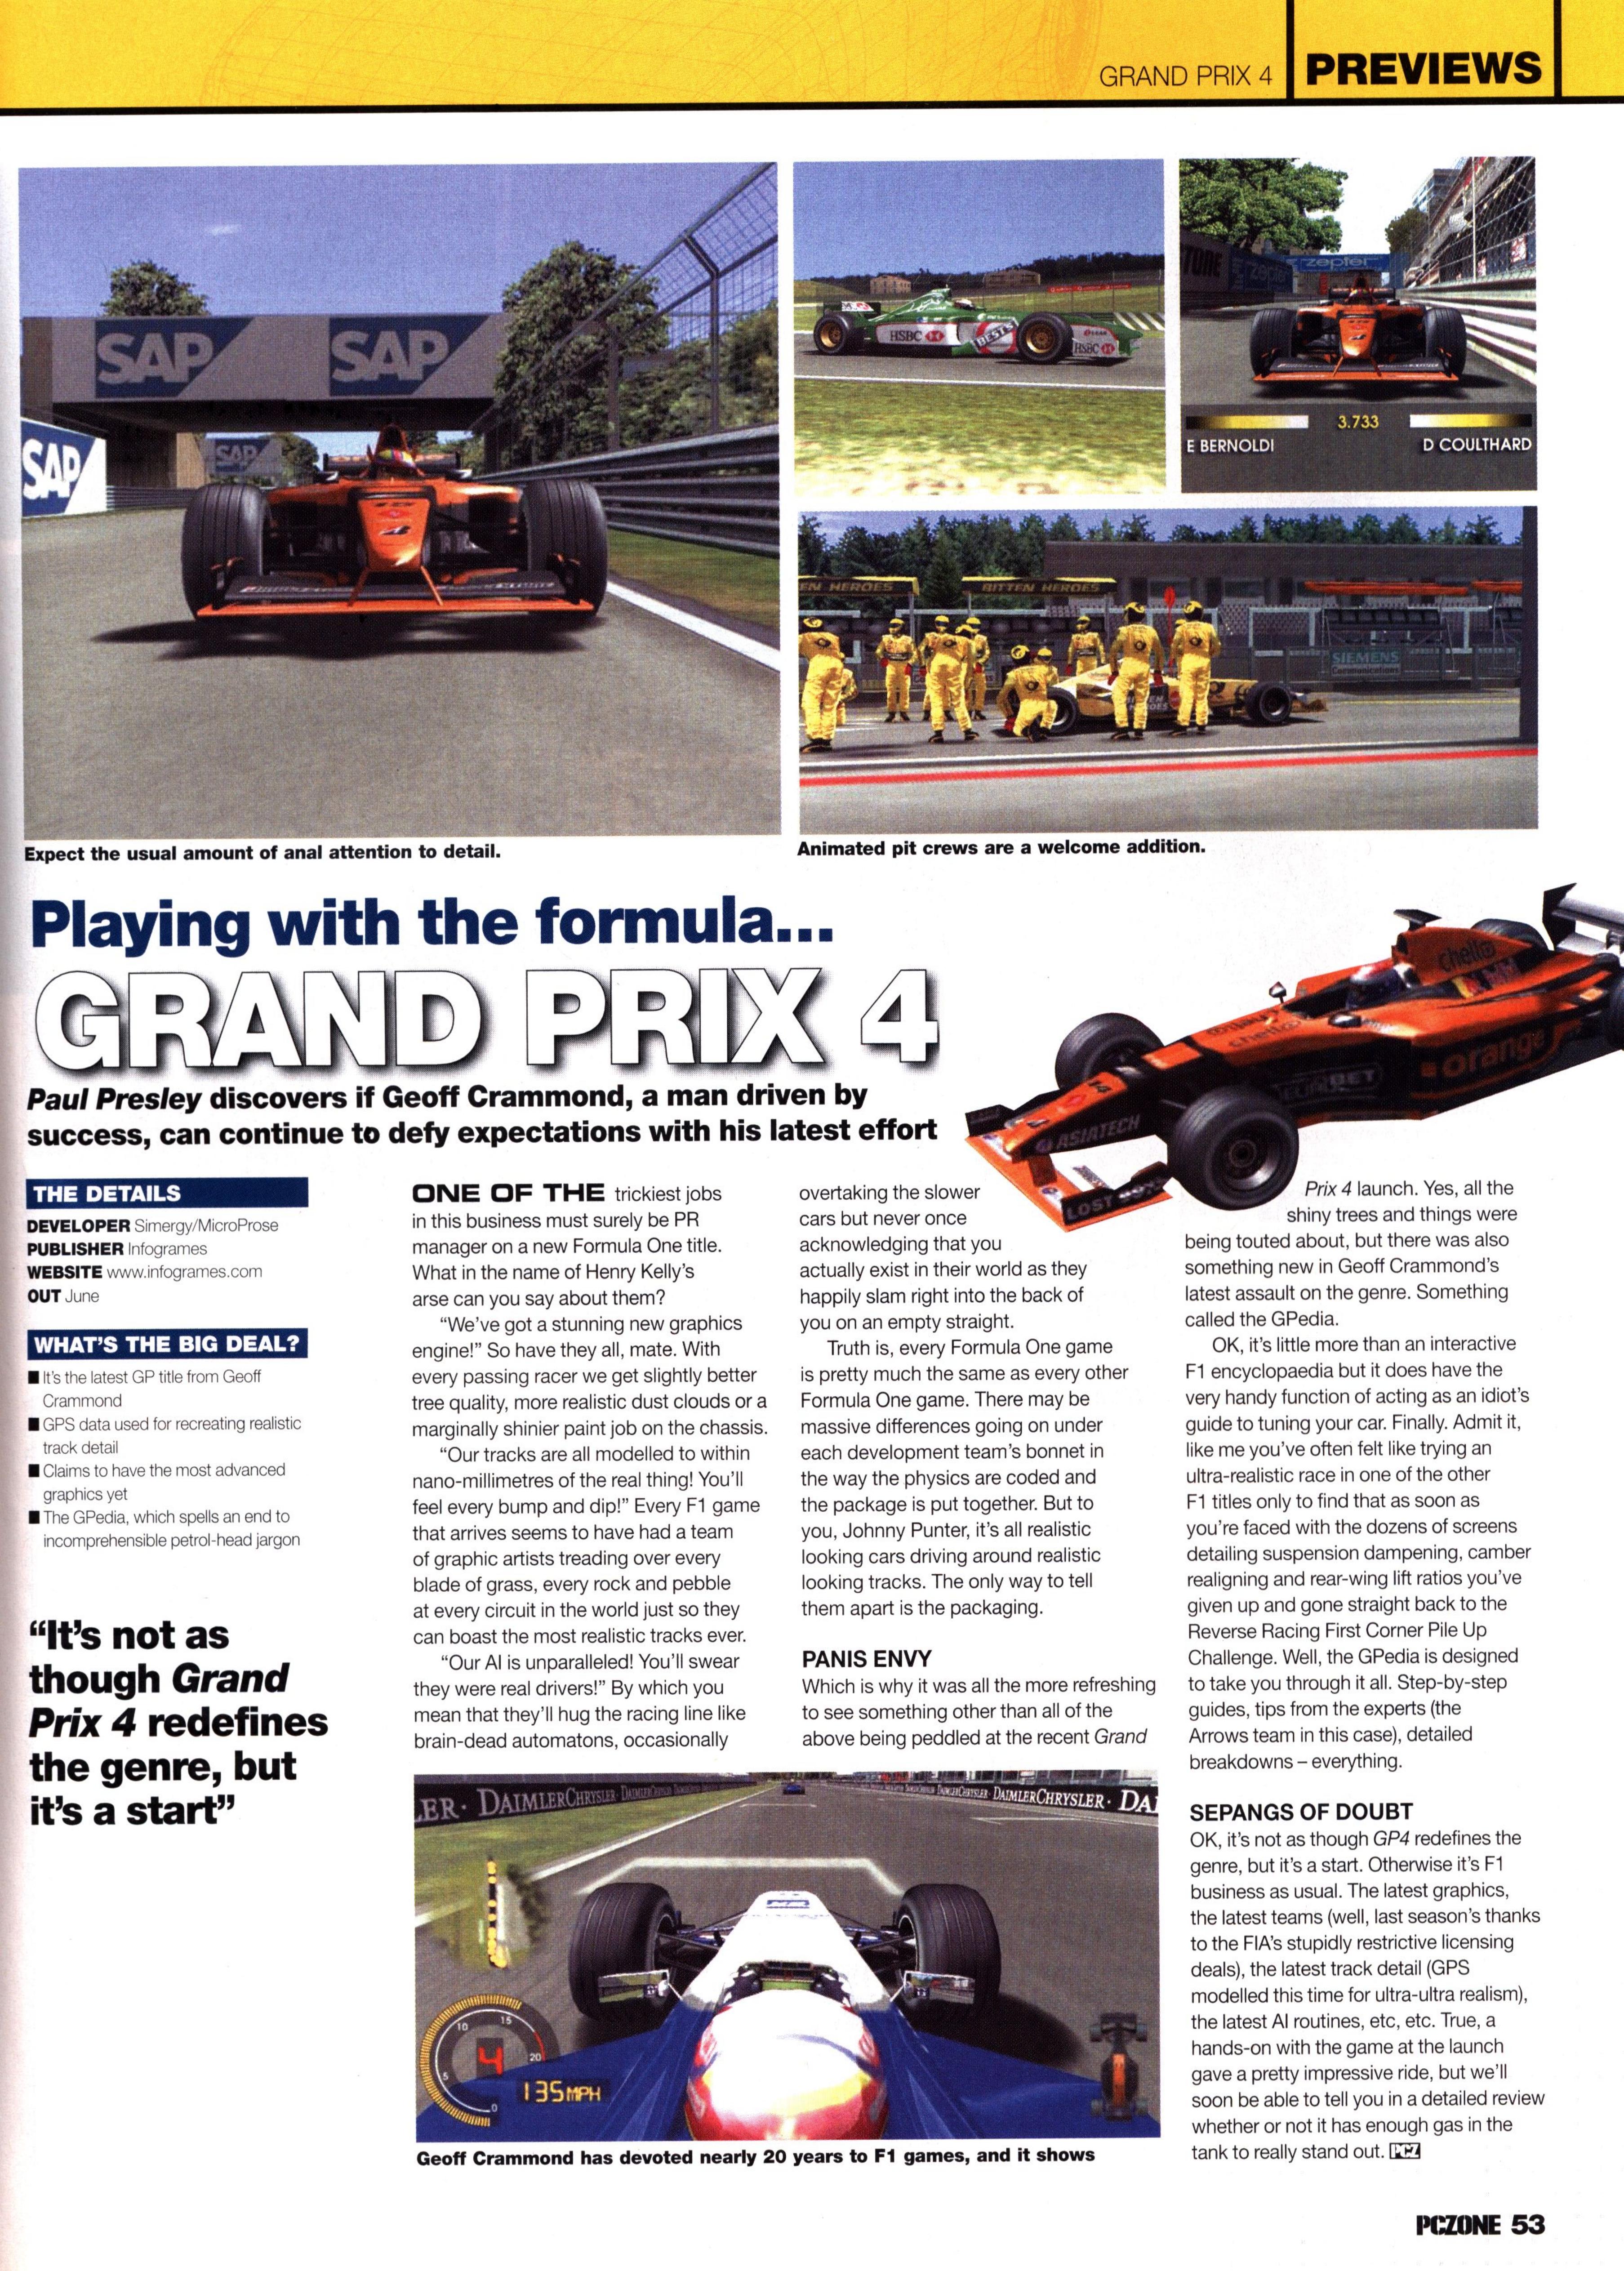 GRAND PRIX 4
PREVIEWS
SAP
SAP
SAP
SAP
HSBC
BEST'S
HSBC
zepter
zepter
3.733
E BERNOLDI
D COULTHARD
EN HEROES
BITTEN HEROES
SIEMENS
Expect the usual amount of anal attention to detail.
Animated pit crews are a welcome addition.
Playing with the formula...
GRAND PRIX 4
Paul Presley discovers if Geoff Crammond, a man driven by
success, can continue to defy expectations with his latest effort
chello
orange
ASIATECH
14
THE DETAILS
DEVELOPER Simergy/MicroProse
PUBLISHER Infogrames
WEBSITE www.infogrames.com
OUT June
WHAT'S THE BIG DEAL?
■ It's the latest GP title from Geoff
Crammond
■ GPS data used for recreating realistic
track detail
■ Claims to have the most advanced
graphics yet
■ The GPedia, which spells an end to
incomprehensible petrol-head jargon
“It's not as
though Grand
Prix 4 redefines
the genre, but
it's a start”
ONE OF THE trickiest jobs
in this business must surely be PR
manager on a new Formula One title.
What in the name of Henry Kelly's
arse can you say about them?
“We've got a stunning new graphics
engine!” So have they all, mate. With
every passing racer we get slightly better
tree quality, more realistic dust clouds or a
marginally shinier paint job on the chassis.
“Our tracks are all modelled to within
nano-millimetres of the real thing! You'll
feel every bump and dip!” Every F1 game
that arrives seems to have had a team
of graphic artists treading over every
blade of grass, every rock and pebble
at every circuit in the world just so they
can boast the most realistic tracks ever.
“Our AI is unparalleled! You'll swear
they were real drivers!” By which you
mean that they'll hug the racing line like
brain-dead automatons, occasionally
overtaking the slower
cars but never once
acknowledging that you
actually exist in their world as they
happily slam right into the back of
you on an empty straight.
Truth is, every Formula One game
is pretty much the same as every other
Formula One game. There may be
massive differences going on under
each development team's bonnet in
the way the physics are coded and
the package is put together. But to
you, Johnny Punter, it's all realistic
looking cars driving around realistic
looking tracks. The only way to tell
them apart is the packaging.
PANIS ENVY
Which is why it was all the more refreshing
to see something other than all of the
above being peddled at the recent Grand
Prix 4 launch. Yes, all the
shiny trees and things were
being touted about, but there was also
something new in Geoff Crammond's
latest assault on the genre. Something
called the GPedia.
OK, it's little more than an interactive
F1 encyclopaedia but it does have the
very handy function of acting as an idiot's
guide to tuning your car. Finally. Admit it,
like me you've often felt like trying an
ultra-realistic race in one of the other
F1 titles only to find that as soon as
you're faced with the dozens of screens
detailing suspension dampening, camber
realigning and rear-wing lift ratios you've
given up and gone straight back to the
Reverse Racing First Corner Pile Up
Challenge. Well, the GPedia is designed
to take you through it all. Step-by-step
guides, tips from the experts (the
Arrows team in this case), detailed
breakdowns – everything.
SEPANGS OF DOUBT
OK, it's not as though GP4 redefines the
genre, but it's a start. Otherwise it's F1
business as usual. The latest graphics,
the latest teams (well, last season's thanks
to the FIA's stupidly restrictive licensing
deals), the latest track detail (GPS
modelled this time for ultra-ultra realism),
the latest AI routines, etc, etc. True, a
hands-on with the game at the launch
gave a pretty impressive ride, but we'll
soon be able to tell you in a detailed review
whether or not it has enough gas in the
tank to really stand out. PCZ
LER · DAIMLERCHRYSLER · DAIMLERCHRYSLER · DAIMLERCHRYSLER · DAIMLERCHRYSLER · DAI
0 5 10 15 20
4
135 MPH
Geoff Crammond has devoted nearly 20 years to F1 games, and it shows
PCZONE 53